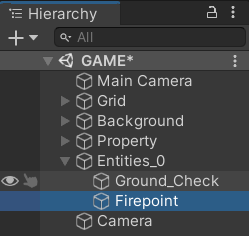 Hierarchy
All
GAME*
Main Camera
Grid
Background
Property
Entities_0
Ground_Check
Firepoint
Camera